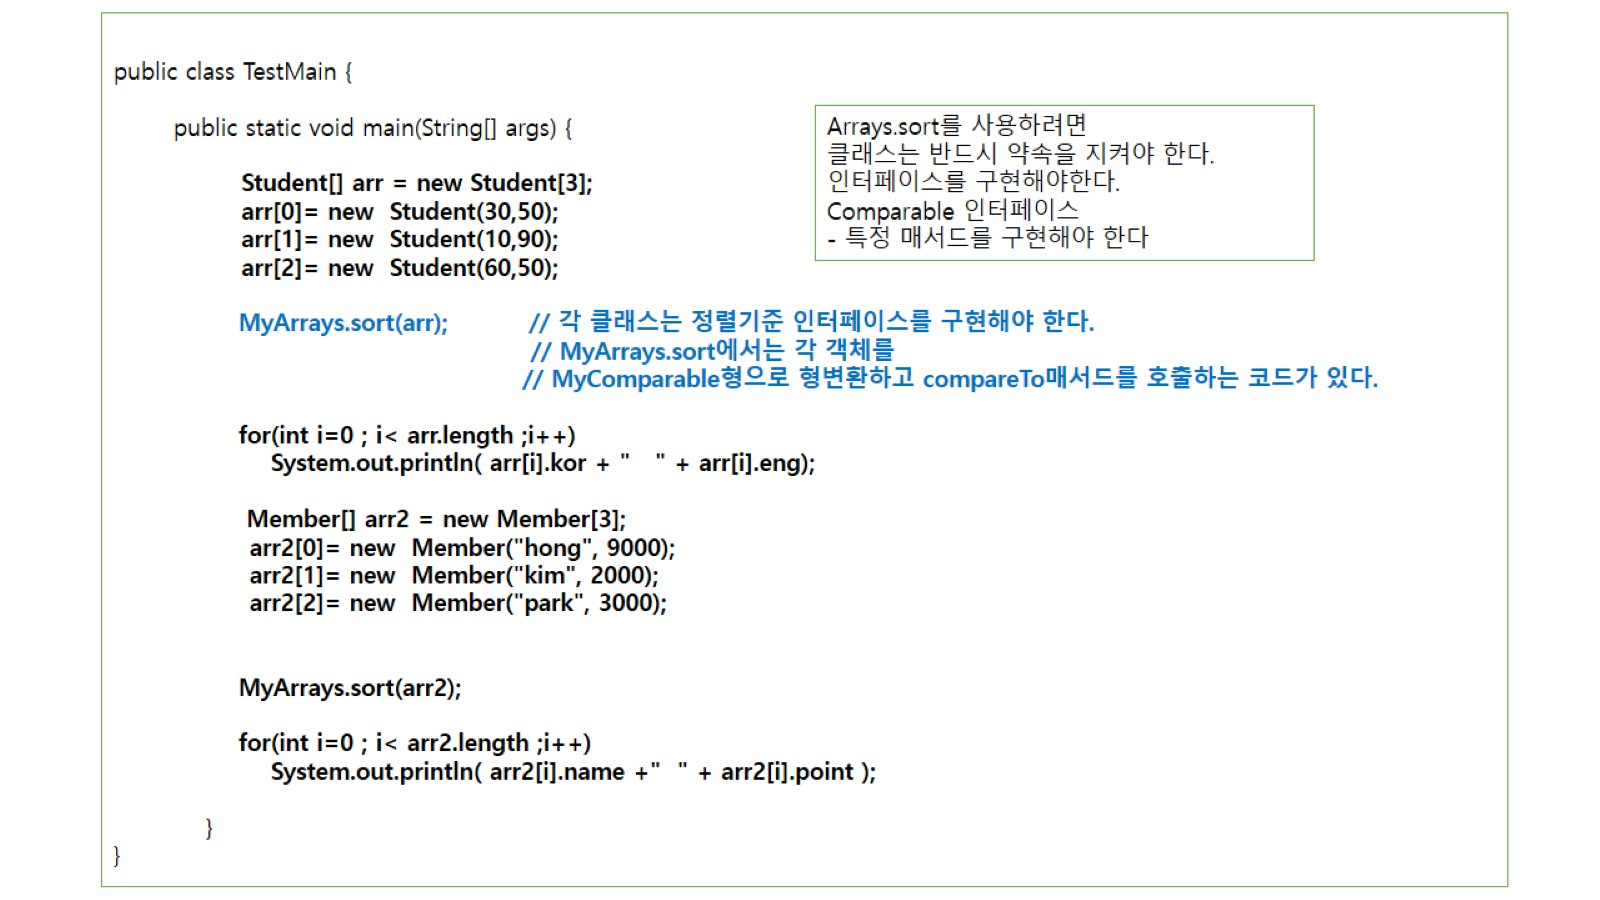 public class TestMain {
public static void main(String[] args) {
Arrays.sort를 사용하려면
클래스는 반드시 약속을 지켜야 한다.
인터페이스를 구현해야한다.
Comparable 인터페이스
- 특정 매서드를 구현해야 한다
Student[] arr = new Student[3];
arr[0]= new  Student(30,50);
arr[1]= new  Student(10,90);
arr[2]= new  Student(60,50);
MyArrays.sort(arr);          // 각 클래스는 정렬기준 인터페이스를 구현해야 한다.
// MyArrays.sort에서는 각 객체를
// MyComparable형으로 형변환하고 compareTo매서드를 호출하는 코드가 있다.
for(int i=0 ; i< arr.length ;i++)
System.out.println( arr[i].kor + "   " + arr[i].eng);
Member[] arr2 = new Member[3];
arr2[0]= new  Member("hong", 9000);
arr2[1]= new  Member("kim", 2000);
arr2[2]= new  Member("park", 3000);
MyArrays.sort(arr2);
for(int i=0 ; i< arr2.length ;i++)
System.out.println( arr2[i].name +"  " + arr2[i].point );
}
}